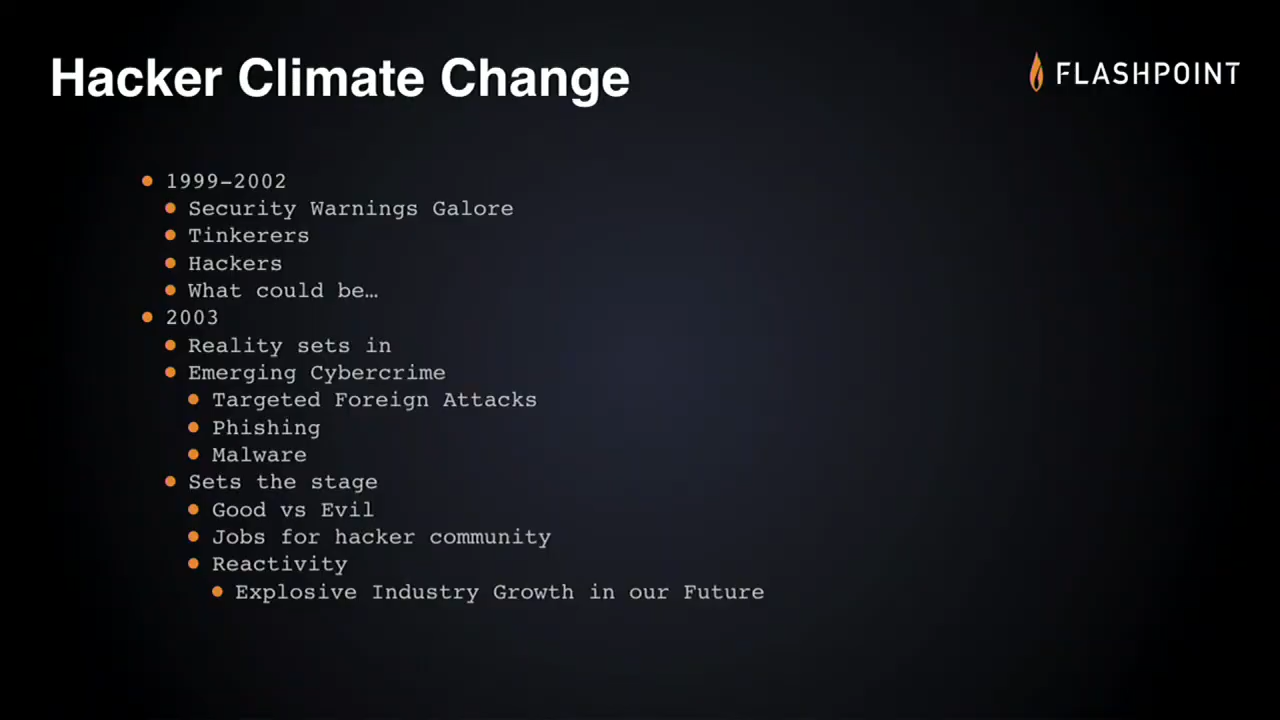 Hacker Climate Change
FLASHPOINT
1999–2002
Security Warnings Galore
Tinkerers
Hackers
What could be…
2003
Reality sets in
Emerging Cybercrime
Targeted Foreign Attacks
Phishing
Malware
Sets the stage
Good vs Evil
Jobs for hacker community
Reactivity
Explosive Industry Growth in our Future